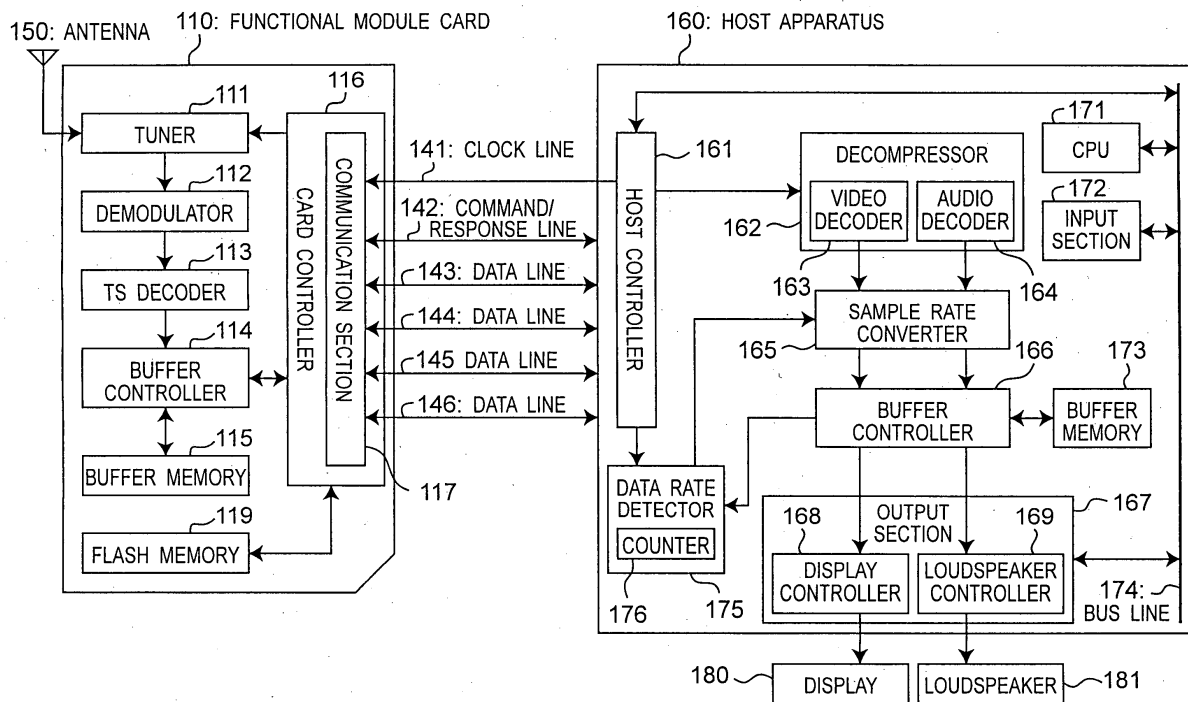 150: ANTENNA
110: FUNCTIONAL MODULE CARD
111
TUNER
112
DEMODULATOR
113
TS DECODER
114
BUFFER
CONTROLLER
115
BUFFER MEMORY
119
FLASH MEMORY
116
CARD CONTROLLER
COMMUNICATION SECTION
117
141: CLOCK LINE
142: COMMAND/
RESPONSE LINE
143: DATA LINE
144: DATA LINE
145 DATA LINE
146: DATA LINE
160: HOST APPARATUS
161
HOST CONTROLLER
DECOMPRESSOR
162
VIDEO
DECODER
AUDIO
DECODER
163
164
SAMPLE RATE
CONVERTER
165
166
BUFFER
CONTROLLER
173
BUFFER
MEMORY
171
CPU
172
INPUT
SECTION
DATA RATE
DETECTOR
COUNTER
176
175
OUTPUT
SECTION
167
168
169
DISPLAY
CONTROLLER
LOUDSPEAKER
CONTROLLER
174:
BUS LINE
180
DISPLAY
LOUDSPEAKER
181